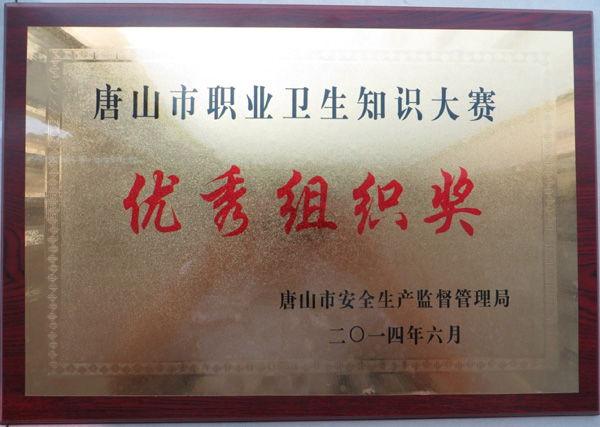 唐山市职业卫生知识大赛
优秀组织奖
唐山市安全生产监督管理局
二〇一四年六月